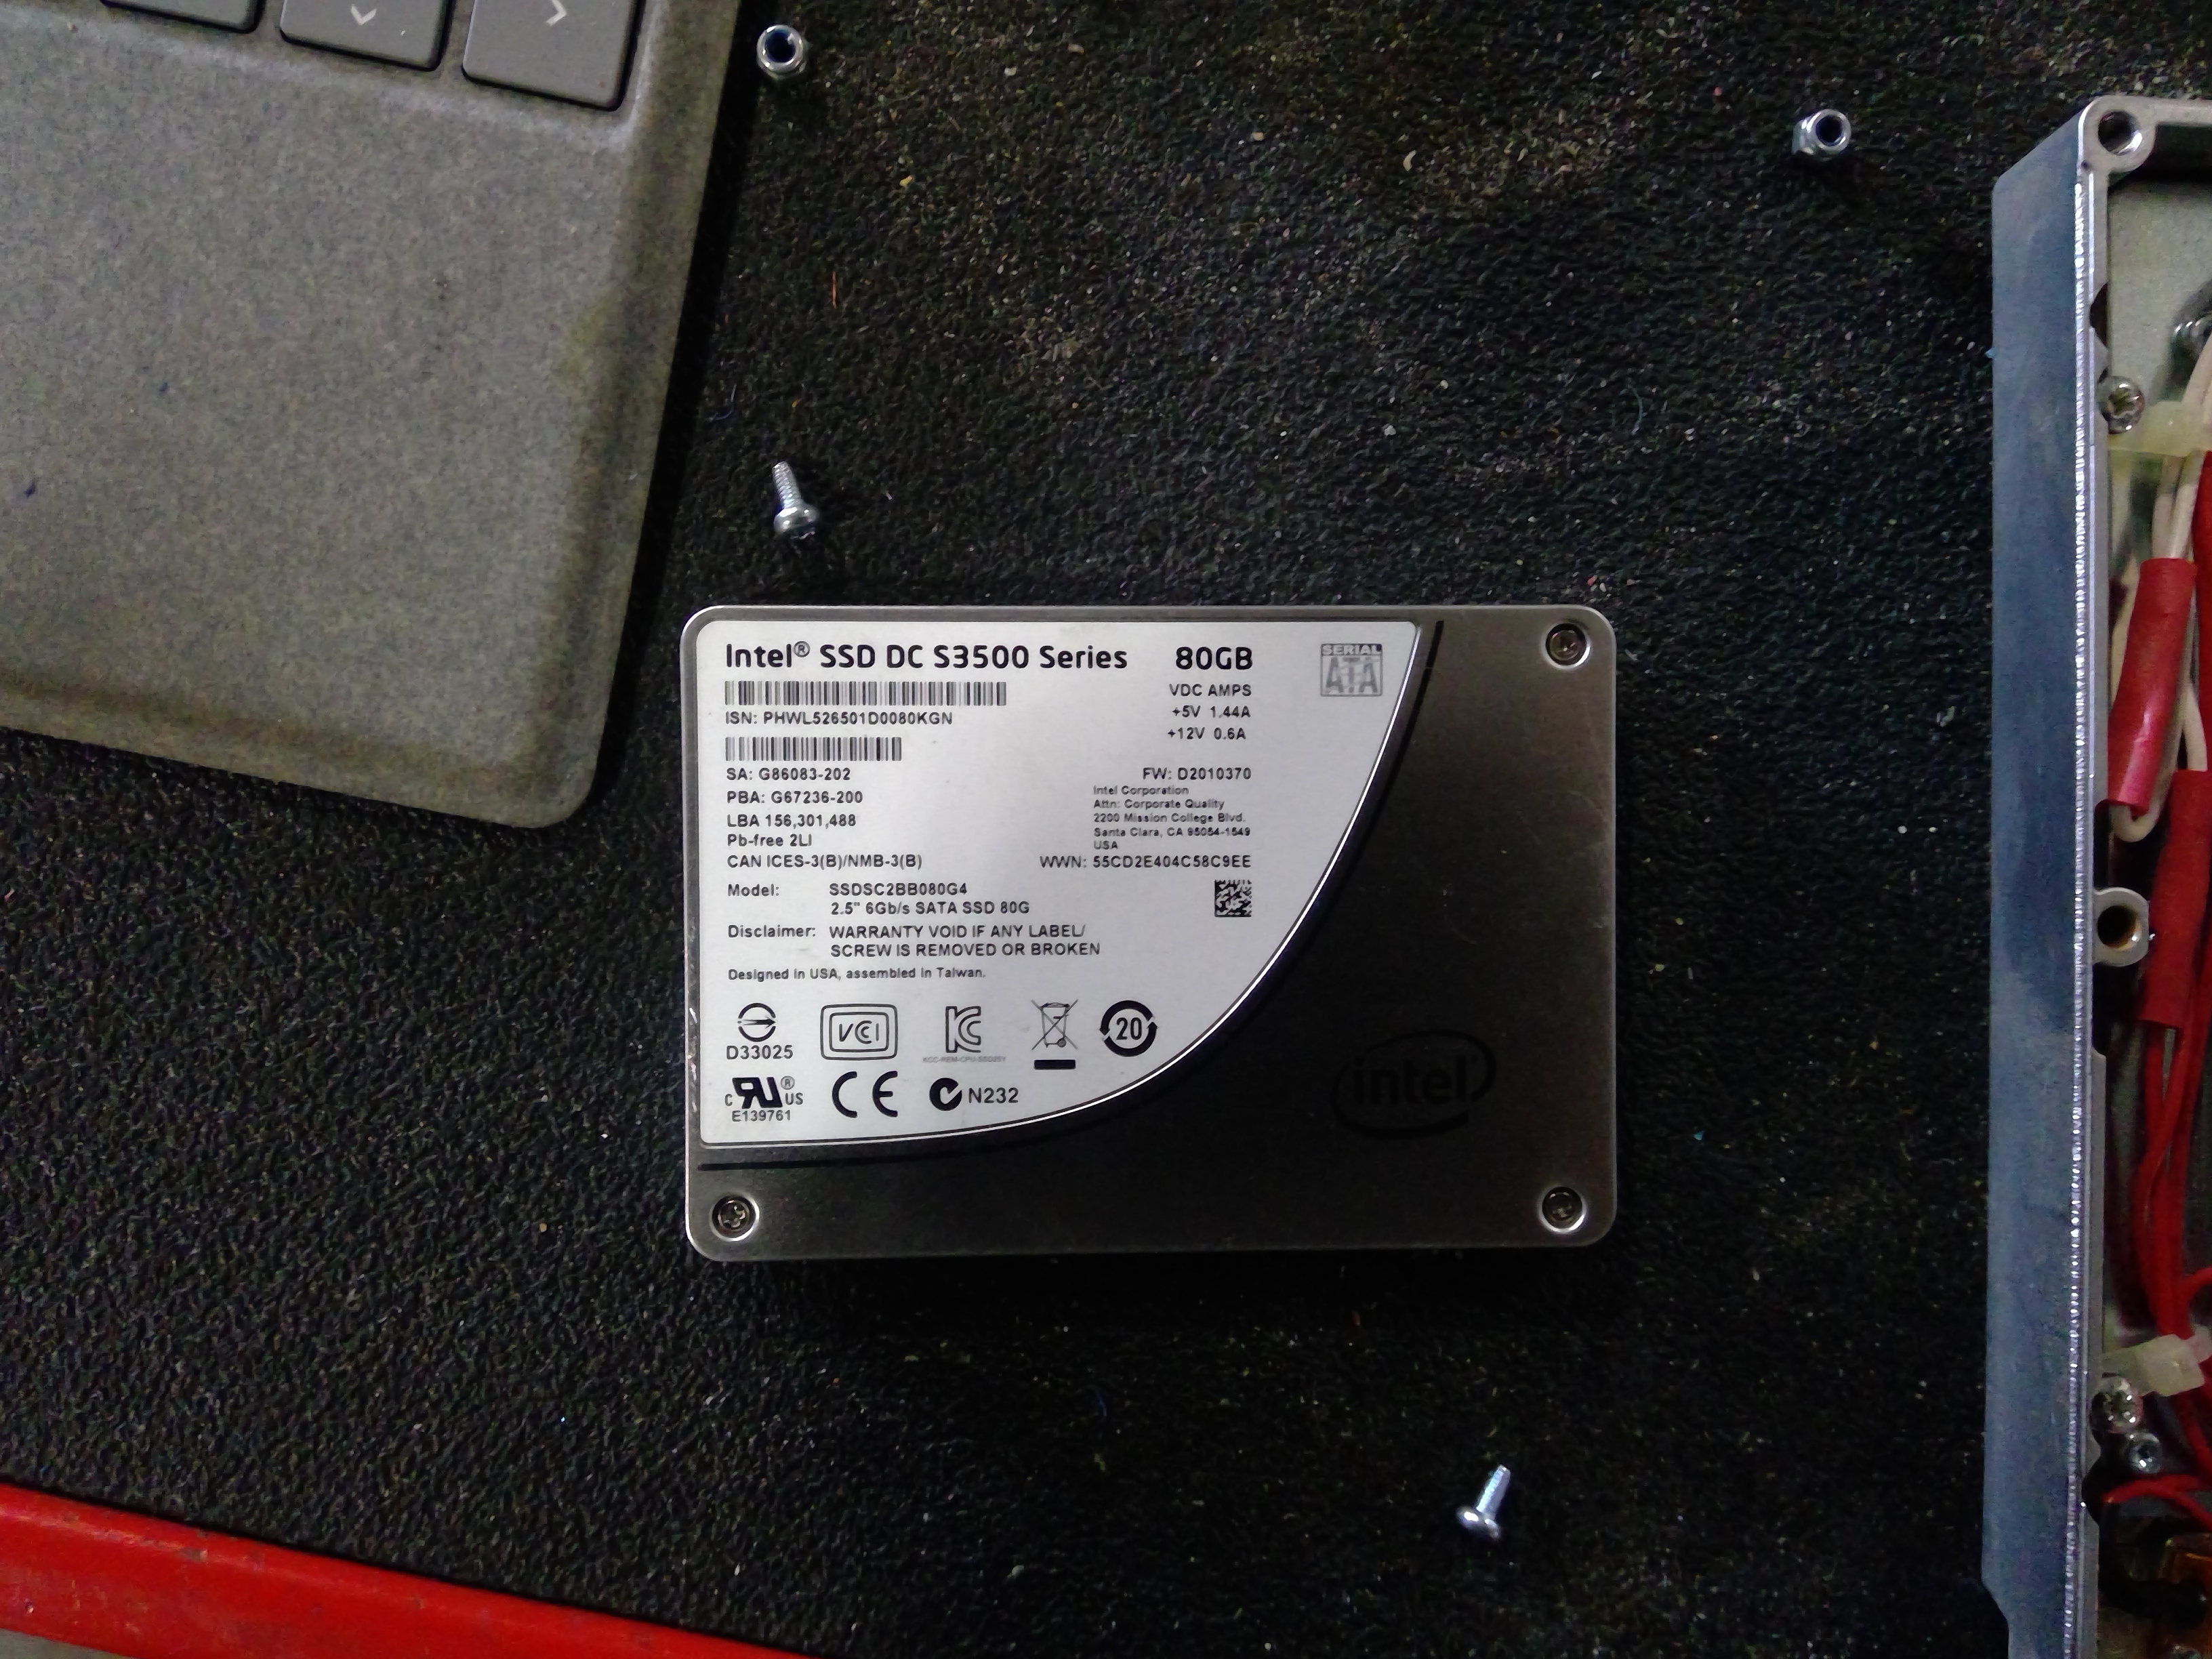 Intel® SSD DC S3500 Series 80GB
SERIAL ATA
VDC AMPS
ISN: PHWL526501D0080KGN
+5V 1.44A
+12V 0.6A
SA: G86083-202
FW: D2010370
PBA: G67236-200
Intel Corporation
Attn: Corporate Quality
2200 Mission College Blvd.
Santa Clara, CA 95054-1549
USA
LBA 156,301,488
Pb-free 2LI
CAN ICES-3(B)/NMB-3(B)
WWN: 55CD2E404C58C9EE
Model: SSDSC2BB080G4
2.5" 6Gb/s SATA SSD 80G
Disclaimer: WARRANTY VOID IF ANY LABEL/
SCREW IS REMOVED OR BROKEN
Designed in USA, assembled in Taiwan.
D33025
VCI
KC
20
c RU® US
E139761
CE
N232
intel